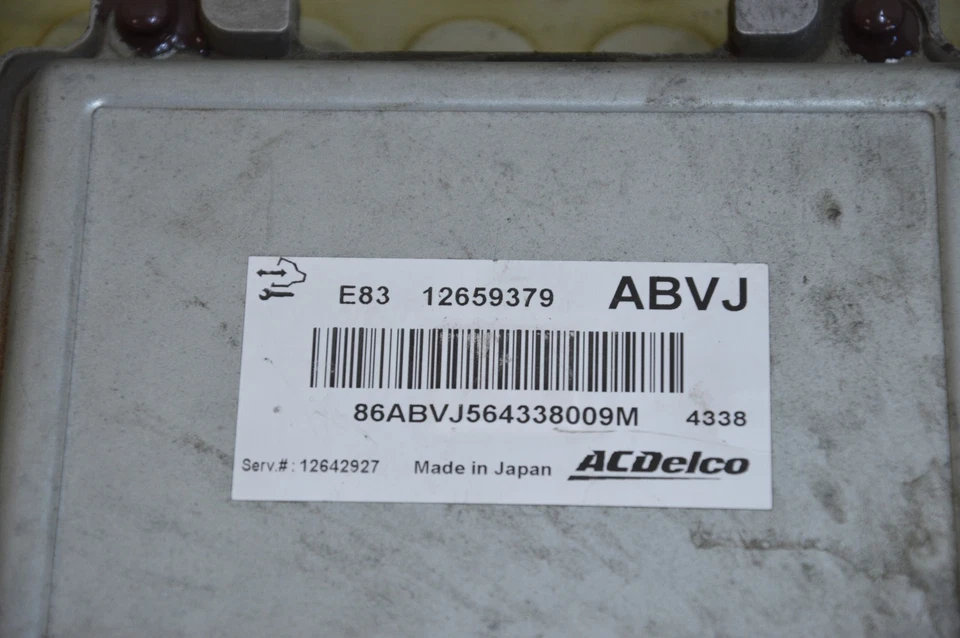 E83 12659379 ABVJ
86ABVJ564338009M 4338
Serv.#: 12642927 Made in Japan ACDelco